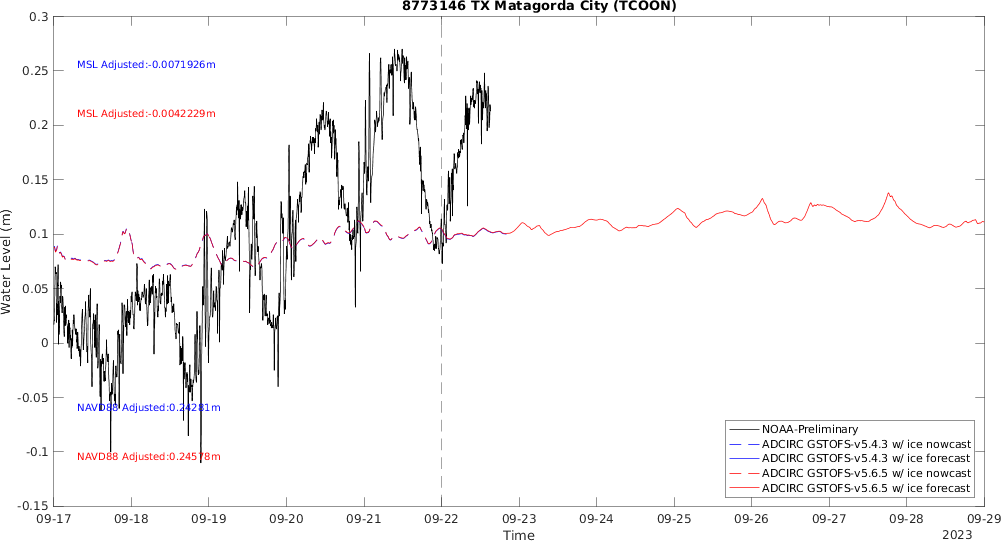 8773146 TX Matagorda City (TCOON)
0.3
0.25
0.2
0.15
0.1
0.05
0
-0.05
-0.1
-0.15
Water Level (m)
MSL Adjusted:-0.0071926m
MSL Adjusted:-0.0042229m
NAVD88 Adjusted:0.24281m
NAVD88 Adjusted:0.24578m
NOAA-Preliminary
ADCIRC GSTOFS-v5.4.3 w/ ice nowcast
ADCIRC GSTOFS-v5.4.3 w/ ice forecast
ADCIRC GSTOFS-v5.6.5 w/ ice nowcast
ADCIRC GSTOFS-v5.6.5 w/ ice forecast
09-17 09-18 09-19 09-20 09-21 09-22 09-23 09-24 09-25 09-26 09-27 09-28 09-29
Time
2023